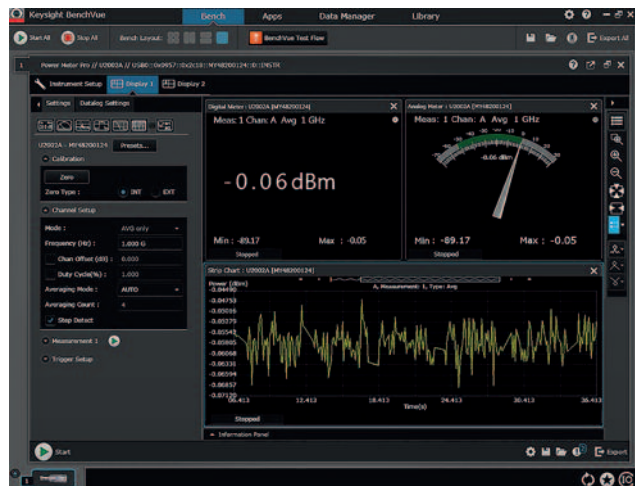 Keysight BenchVue
Bench Apps Data Manager Library
Start All Stop All Bench Layout: BenchVue Test Flow Export All
1 Power Meter Pro // U2002A // USB0::0x0957::0x2c18::MY48200124::0::INSTR
Instrument Setup Display 1 Display 2
Settings Datalog Settings
U2002A - MY48200124 Presets...
Calibration
Zero
Zero Type : INT EXT
Channel Setup
Mode : AVG only
Frequency (Hz) : 1.000 G
Chan Offset (dB) : 0.000
Duty Cycle(%) : 1.000
Averaging Mode : AUTO
Averaging Count : 4
Step Detect
Measurement 1
Trigger Setup
Digital Meter : U2002A [MY48200124]
Meas: 1 Chan: A Avg 1 GHz
-0.06dBm
Min : -89.17 Max : -0.05
Stopped
Analog Meter : U2002A [MY48200124]
Meas: 1 Chan: A Avg 1 GHz
-0.06 dBm
Min : -89.17 Max : -0.05
Stopped
Strip Chart : U2002A [MY48200124]
Power (dBm)
A, Measurement: 1, Type: Avg
-0.04490
-0.04753
-0.05016
-0.05279
-0.05805
-0.06068
-0.06331
-0.06594
-0.06857
-0.07120
06.413 12.413 18.413 24.413 30.413 36.413
Time(s)
Stopped
Information Panel
Start Export
1